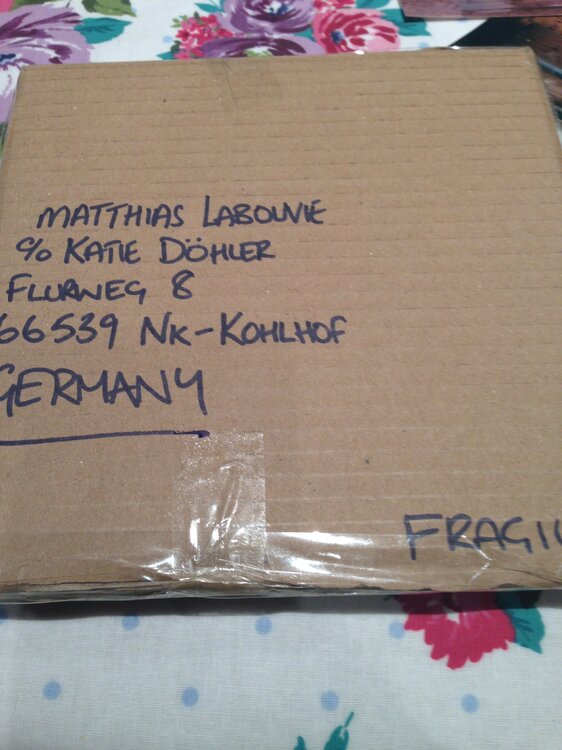 MATTHIAS LABOUVIE
c/o KATIE DÖHLER
FLURWEG 8
66539 NK-KOHLHOF
GERMANY
FRAGIL